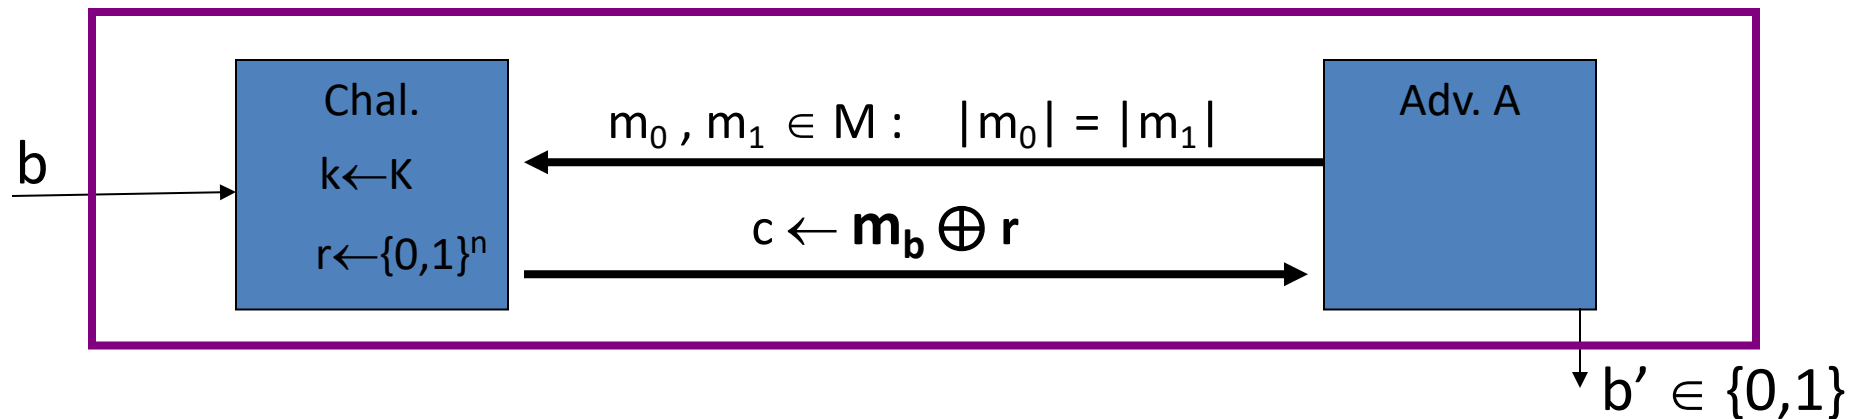 b
Chal.
k←K
r←{0,1}ⁿ
m₀ , m₁ ∈ M : |m₀| = |m₁|
c ← m_b ⊕ r
Adv. A
b’ ∈ {0,1}